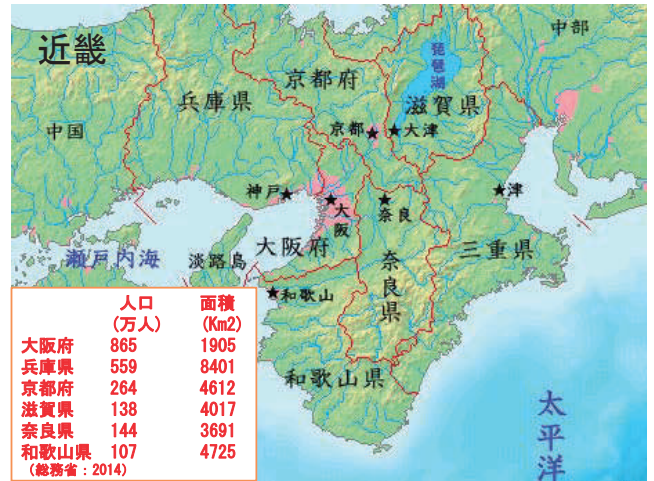 近畿
中部
琵琶湖
京都府
兵庫県
滋賀県
中国
京都★
★大津
神戸★
★大阪
★奈良
★津
大阪府
三重県
瀬戸内海
淡路島
奈良県
★和歌山
和歌山県
太平洋
人口 面積
(万人) (Km2)
大阪府 865 1905
兵庫県 559 8401
京都府 264 4612
滋賀県 138 4017
奈良県 144 3691
和歌山県 107 4725
(総務省:2014)